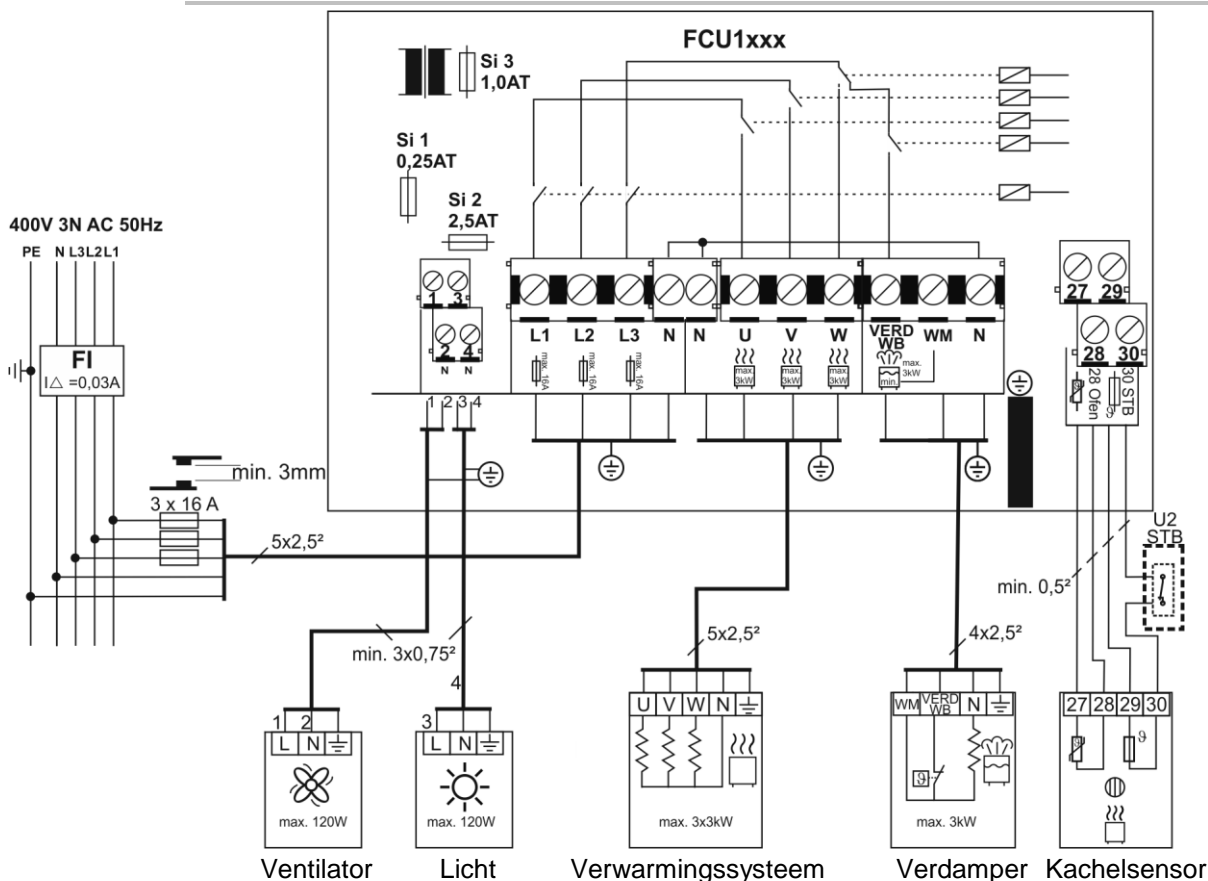 FCU1xxx
Si 3
1,0AT
Si 1
0,25AT
Si 2
2,5AT
400V 3N AC 50Hz
PE N L3 L2 L1
FI
I△ =0,03A
min. 3mm
3 x 16 A
5x2,5²
1 3
2 4
N N
1 2 3 4
L1 L2 L3 N N U V W VERD WB WM N
max. 16A
max. 16A
max. 16A
max. 3kW
max. 3kW
max. 3kW
min.
max. 3kW
27 29
28 30
28 Ofen
30 STB
ϑ
U2
STB
min. 0,5²
min. 3x0,75²
5x2,5²
4x2,5²
4
1 2
L N
max. 120W
3
L N
max. 120W
U V W N
max. 3x3kW
WM VERD WB N
ϑ
max. 3kW
27 28 29 30
ϑ
ϑ
Ventilator Licht Verwarmingssysteem Verdamper Kachelsensor